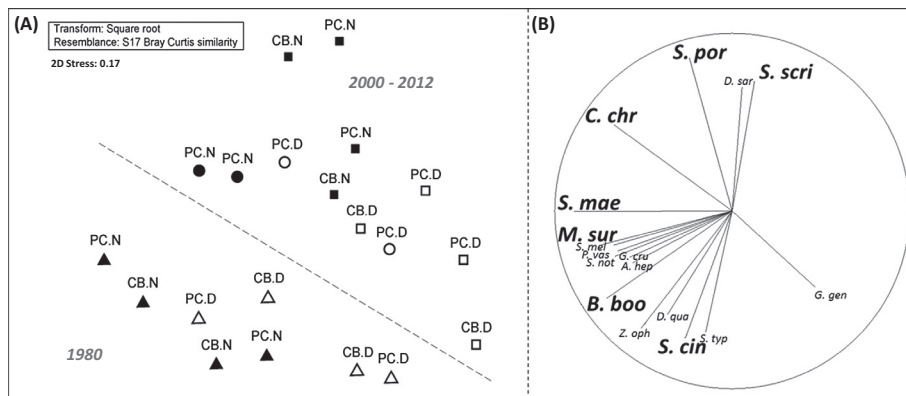 (A)
Transform: Square root
Resemblance: S17 Bray Curtis similarity
2D Stress: 0.17
CB.N
PC.N
2000 - 2012
PC.N
PC.N
PC.N
PC.D
CB.N
PC.D
CB.D
PC.D
PC.D
PC.N
CB.N
PC.D
CB.D
CB.D
1980
CB.N
PC.N
CB.D
PC.D
(B)
S. por
S. scri
D. sar
C. chr
S. mae
M. sur
S. mel
P. vas
G. cru
S. not
A. hep
B. boo
G. gen
D. qua
Z. oph
S. cin
S. typ